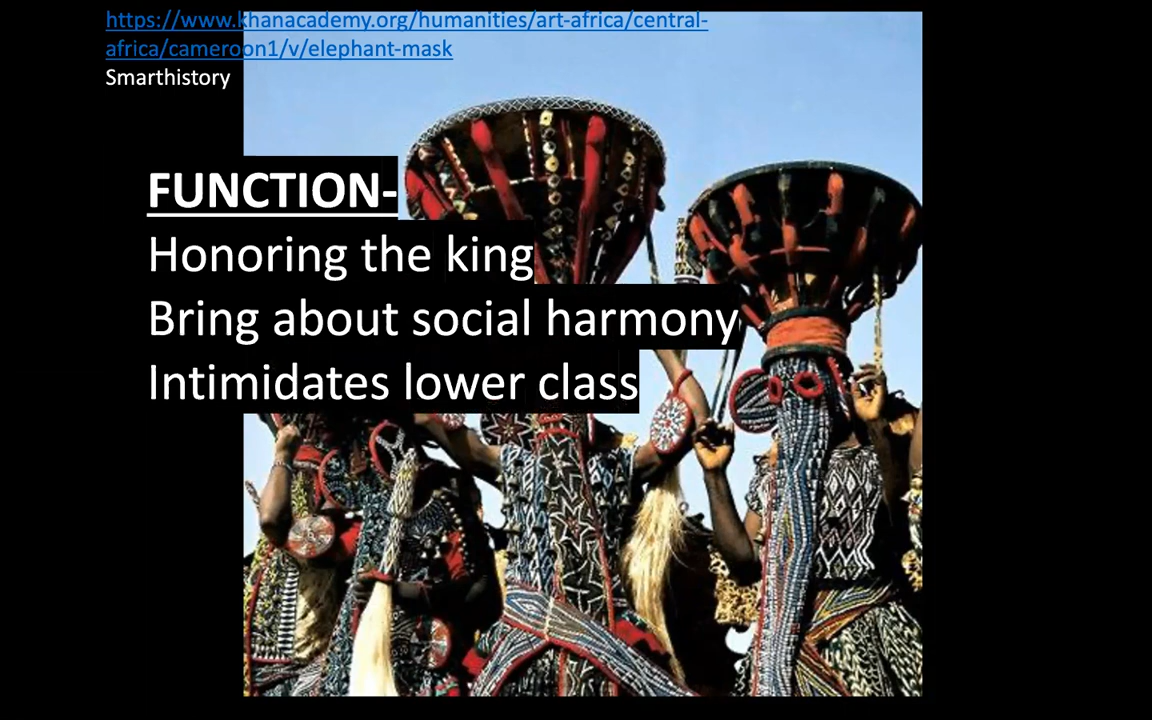 https://www.khanacademy.org/humanities/art-africa/central-
africa/cameroon1/v/elephant-mask
Smarthistory
FUNCTION-
Honoring the king
Bring about social harmony
Intimidates lower class